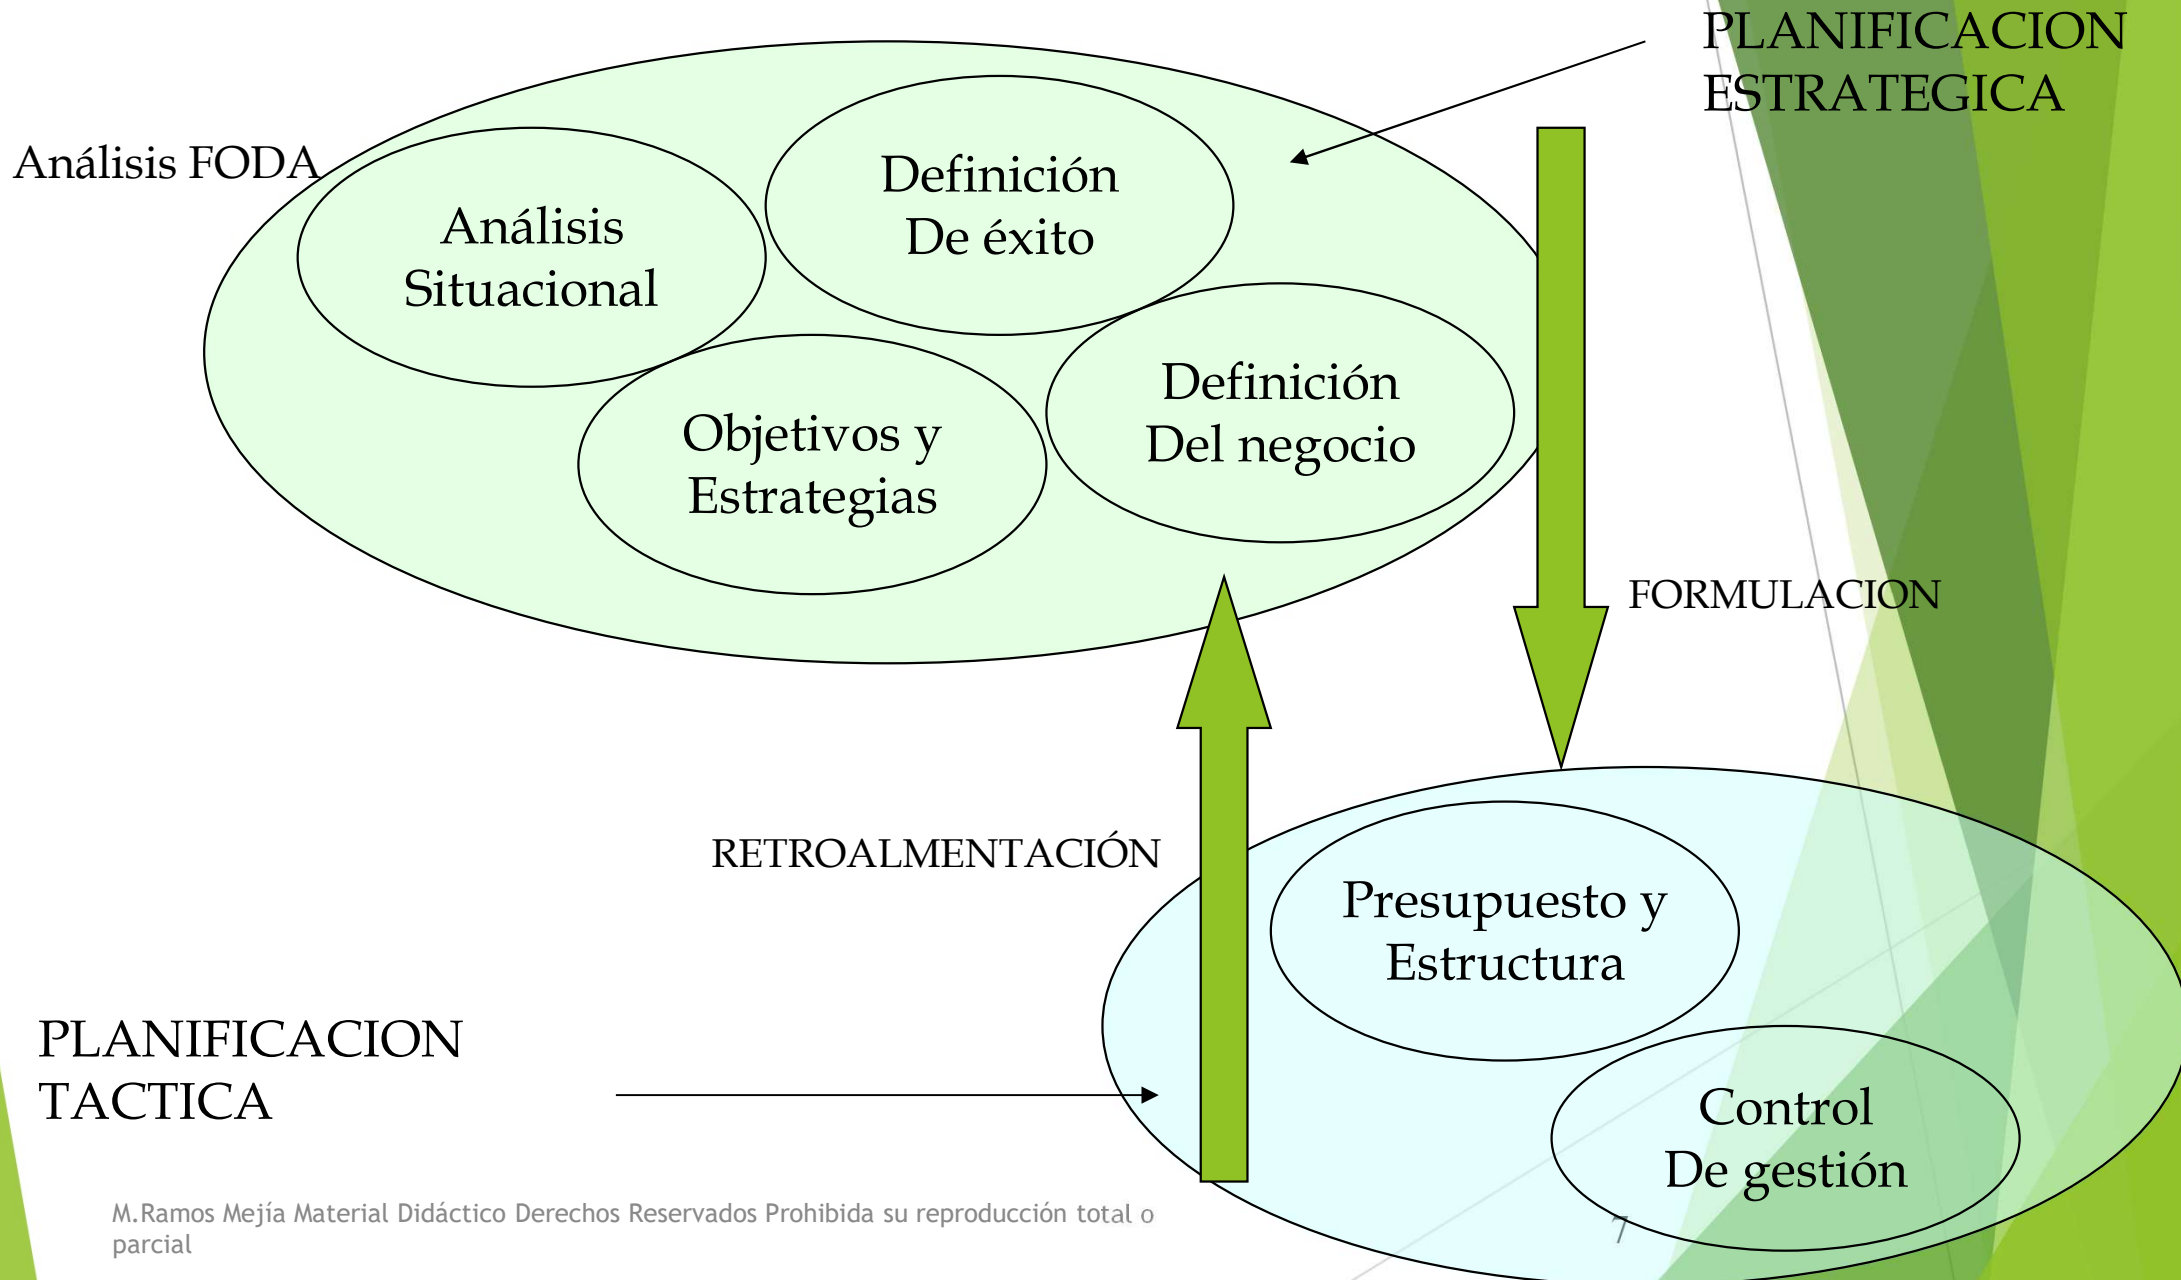 PLANIFICACION
ESTRATEGICA
Análisis FODA
Definición
De éxito
Análisis
Situacional
Definición
Del negocio
Objetivos y
Estrategias
FORMULACION
RETROALMENTACIÓN
Presupuesto y
Estructura
PLANIFICACION
TACTICA
Control
De gestión
M.Ramos Mejía Material Didáctico Derechos Reservados Prohibida su reproducción total o
parcial
7